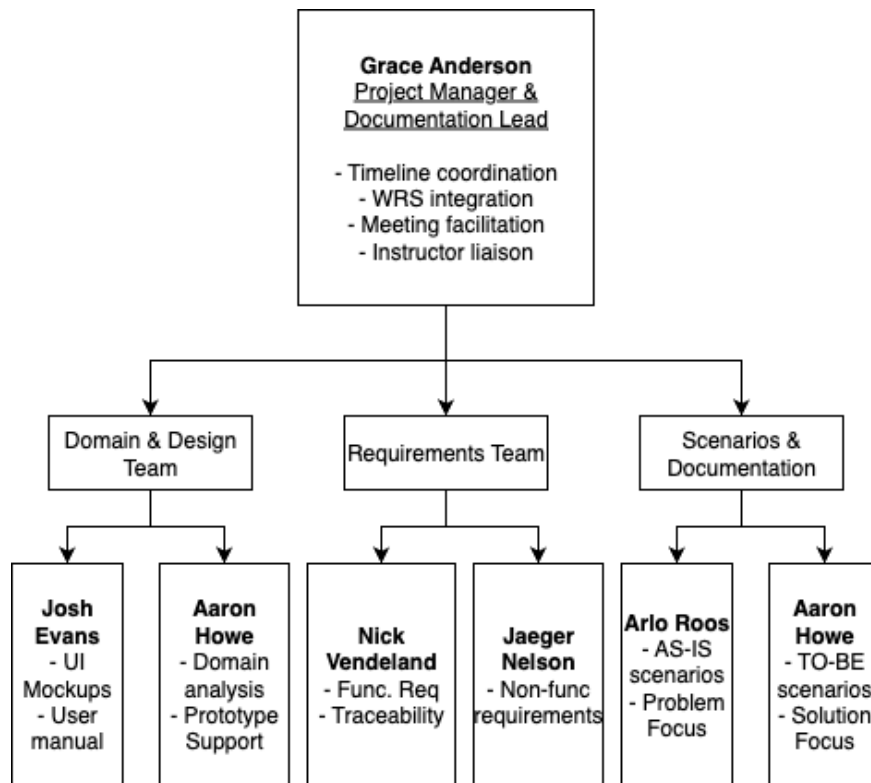 Grace Anderson
Project Manager &
Documentation Lead
- Timeline coordination
- WRS integration
- Meeting facilitation
- Instructor liaison
Domain & Design
Team
Requirements Team
Scenarios &
Documentation
Josh
Evans
- UI
Mockups
- User
manual
Aaron
Howe
- Domain
analysis
- Prototype
Support
Nick
Vendeland
- Func. Req
- Traceability
Jaeger
Nelson
- Non-func
requirements
Arlo Roos
- AS-IS
scenarios
- Problem
Focus
Aaron
Howe
- TO-BE
scenarios
- Solution
Focus